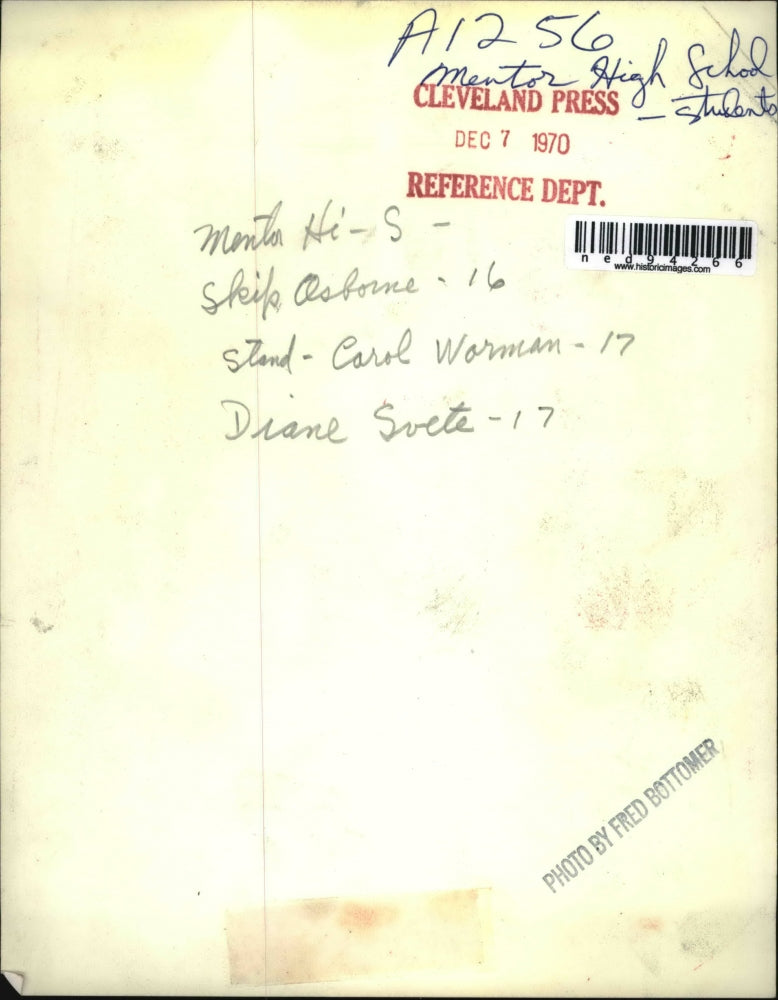 A1256
Mentor High School
- Students
CLEVELAND PRESS
DEC 7 1970
REFERENCE DEPT.
ned94266
www.historicimages.com
Mentor Hi-S -
Skip Osborne - 16
Stand - Carol Worman - 17
Diane Svete - 17
PHOTO BY FRED BOTTOMER